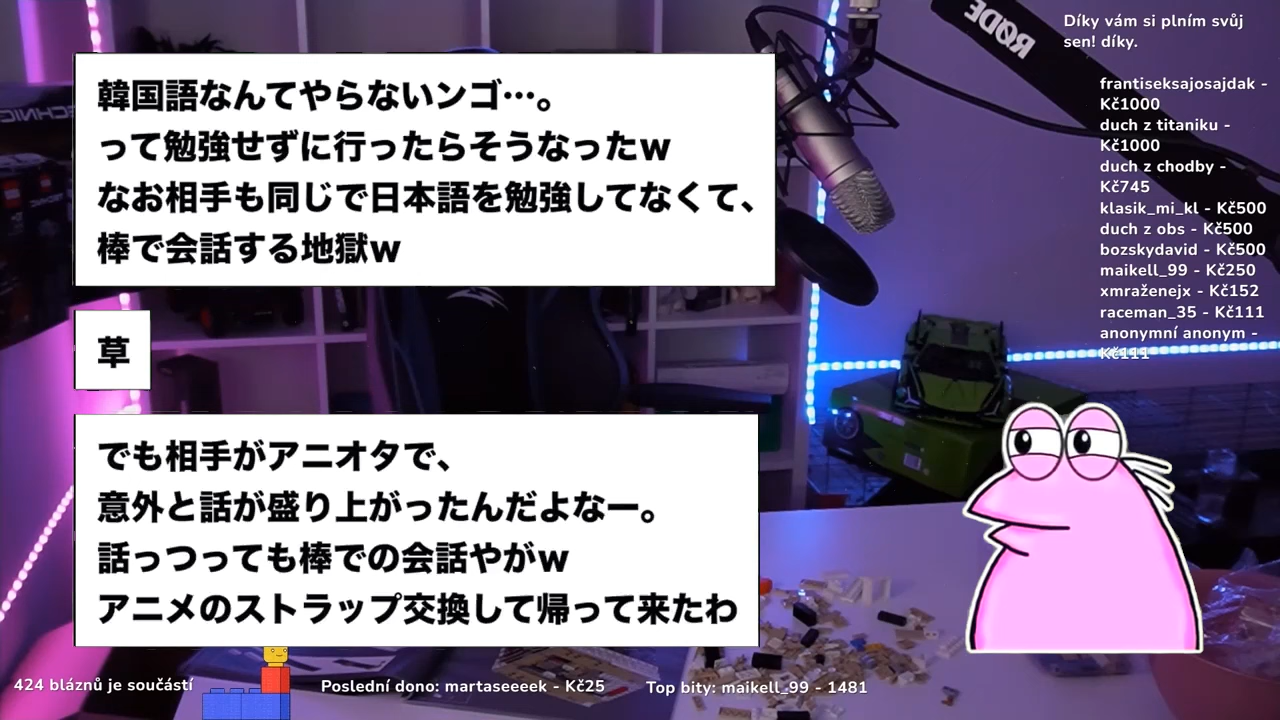 韓国語なんてやらないンゴ…。
って勉強せずに行ったらそうなったw
なお相手も同じで日本語を勉強してなくて、
棒で会話する地獄w
草
でも相手がアニオタで、
意外と話が盛り上がったんだよなー。
話っつっても棒での会話やがw
アニメのストラップ交換して帰って来たわ
RØDE
Díky vám si plním svůj
sen! díky.
frantiseksajosajdak -
Kč1000
duch z titaniku -
Kč1000
duch z chodby -
Kč745
klasik_mi_kl - Kč500
duch z obs - Kč500
bozskydavid - Kč500
maikell_99 - Kč250
xmraženejx - Kč152
raceman_35 - Kč111
anonymní anonym -
Kč111
424 bláznů je součástí
Poslední dono: martaseeeek - Kč25
Top bity: maikell_99 - 1481